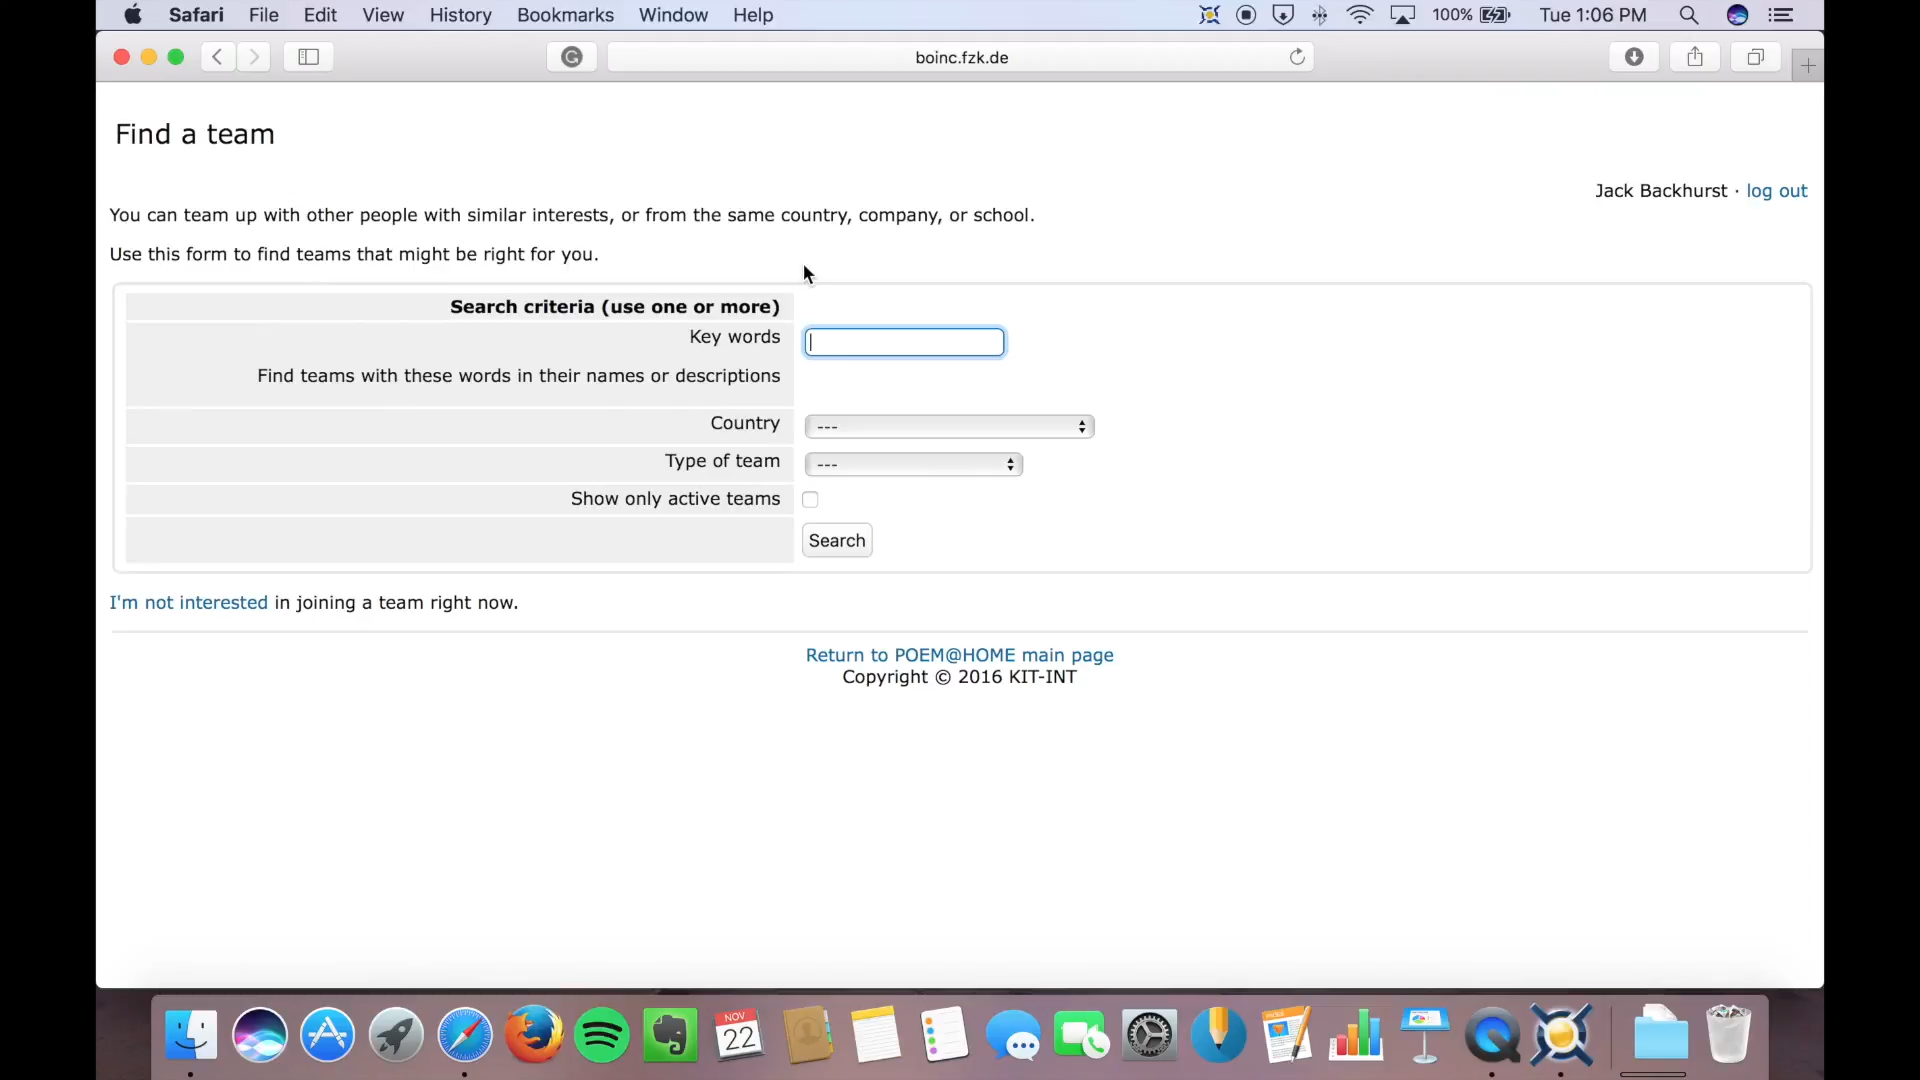 Safari File Edit View History Bookmarks Window Help 100% Tue 1:06 PM
boinc.fzk.de
Find a team
Jack Backhurst · log out
You can team up with other people with similar interests, or from the same country, company, or school.
Use this form to find teams that might be right for you.
Search criteria (use one or more)
Key words
Find teams with these words in their names or descriptions
Country ---
Type of team ---
Show only active teams
Search
I'm not interested in joining a team right now.
Return to POEM@HOME main page
Copyright © 2016 KIT-INT
NOV
22